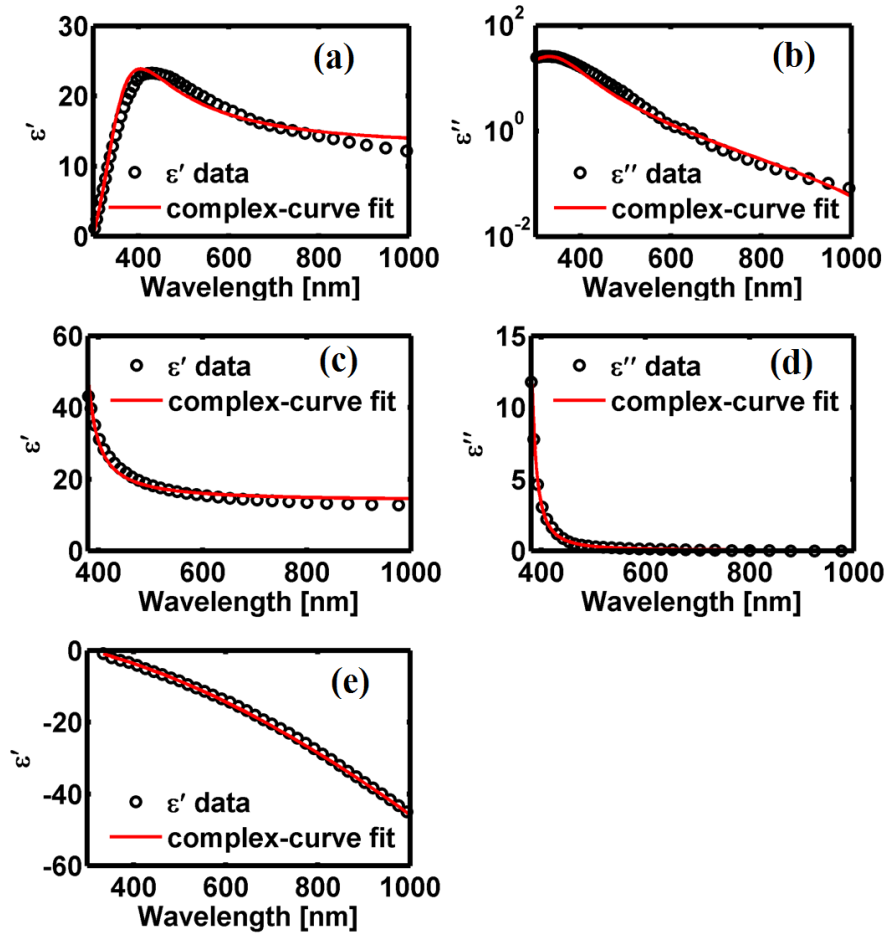 30
20
10
0
ε′
(a)
ε′ data
complex-curve fit
400 600 800 1000
Wavelength [nm]
10²
10⁰
10⁻²
ε″
(b)
ε″ data
complex-curve fit
400 600 800 1000
Wavelength [nm]
60
40
20
0
ε′
(c)
ε′ data
complex-curve fit
400 600 800 1000
Wavelength [nm]
15
10
5
0
ε″
(d)
ε″ data
complex-curve fit
400 600 800 1000
Wavelength [nm]
0
-20
-40
-60
ε′
(e)
ε′ data
complex-curve fit
400 600 800 1000
Wavelength [nm]